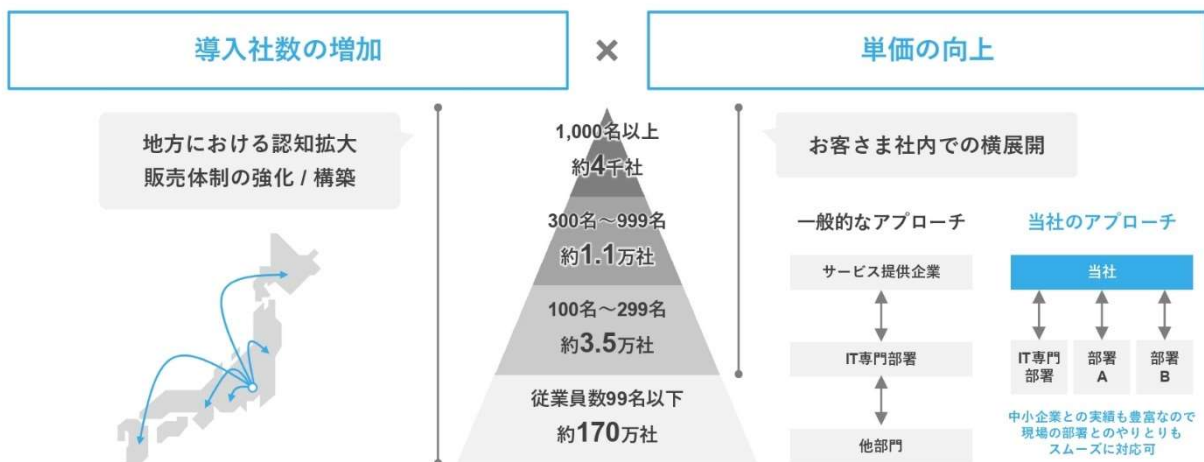 導入社数の増加
×
単価の向上
地方における認知拡大
販売体制の強化 / 構築
1,000名以上
約4千社
300名～999名
約1.1万社
100名～299名
約3.5万社
従業員数99名以下
約170万社
お客さま社内での横展開
一般的なアプローチ
サービス提供企業
IT専門部署
他部門
当社のアプローチ
当社
IT専門
部署
部署
A
部署
B
中小企業との実績も豊富なので
現場の部署とのやりとりも
スムーズに対応可